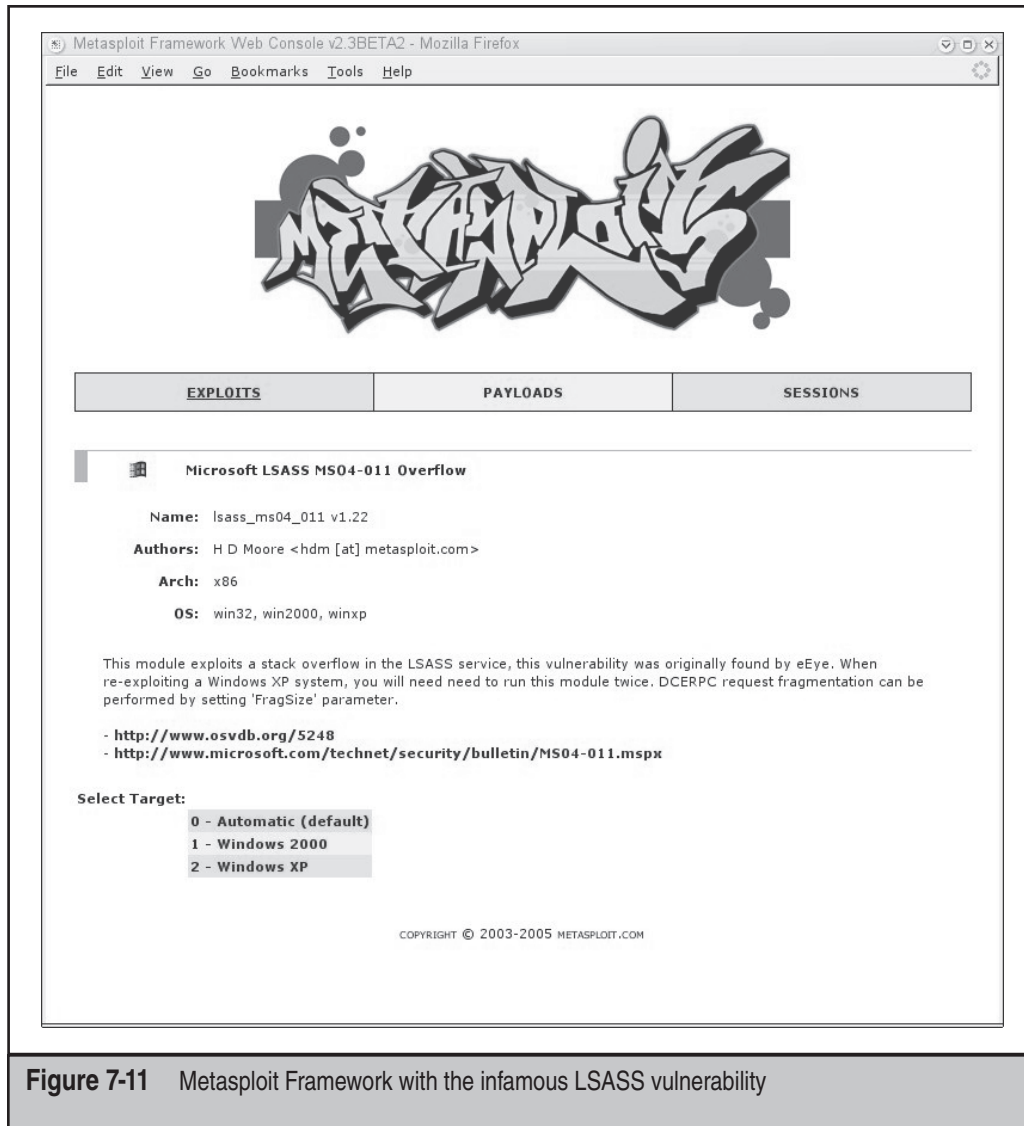 Metasploit Framework Web Console v2.3BETA2 - Mozilla Firefox
File Edit View Go Bookmarks Tools Help
METASPLOIT
EXPLOITS PAYLOADS SESSIONS
Microsoft LSASS MS04-011 Overflow
Name: lsass_ms04_011 v1.22
Authors: H D Moore <hdm [at] metasploit.com>
Arch: x86
OS: win32, win2000, winxp
This module exploits a stack overflow in the LSASS service, this vulnerability was originally found by eEye. When
re-exploiting a Windows XP system, you will need need to run this module twice. DCERPC request fragmentation can be
performed by setting 'FragSize' parameter.
- http://www.osvdb.org/5248
- http://www.microsoft.com/technet/security/bulletin/MS04-011.mspx
Select Target:
0 - Automatic (default)
1 - Windows 2000
2 - Windows XP
COPYRIGHT © 2003-2005 METASPLOIT.COM
Figure 7-11 Metasploit Framework with the infamous LSASS vulnerability